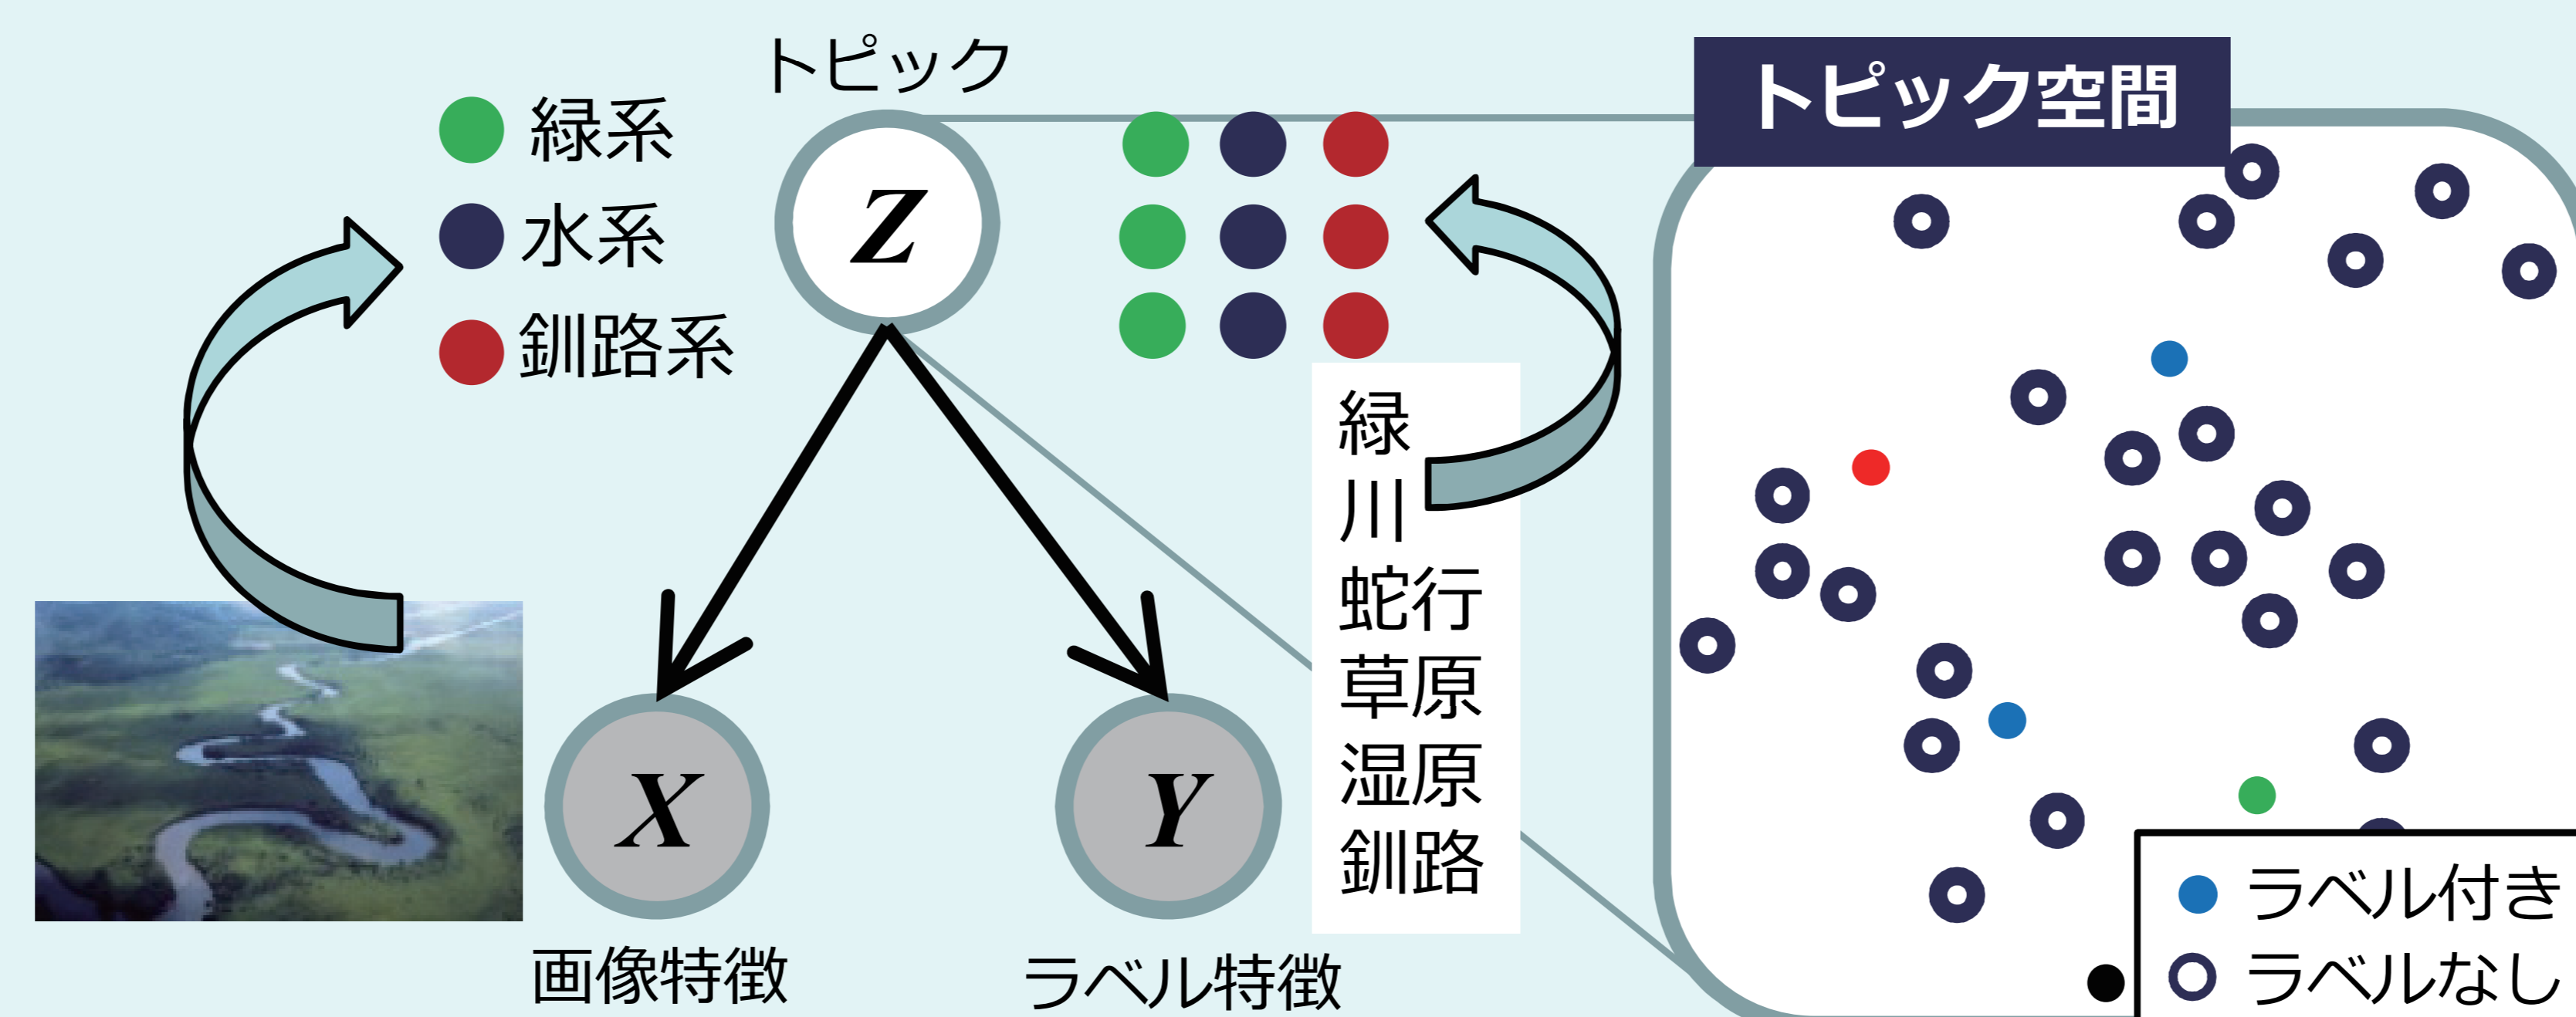 トピック
緑系
水系
釧路系
Z
X
Y
画像特徴
ラベル特徴
緑
川
蛇行
草原
湿原
釧路
トピック空間
ラベル付き
ラベルなし